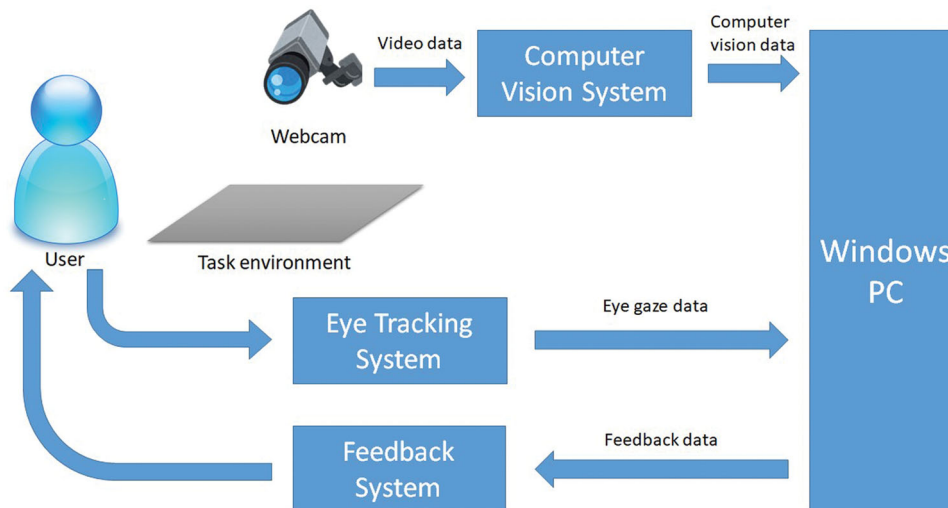 Video data
Computer
Vision System
Computer
vision data
Webcam
User
Task environment
Windows
PC
Eye Tracking
System
Eye gaze data
Feedback
System
Feedback data